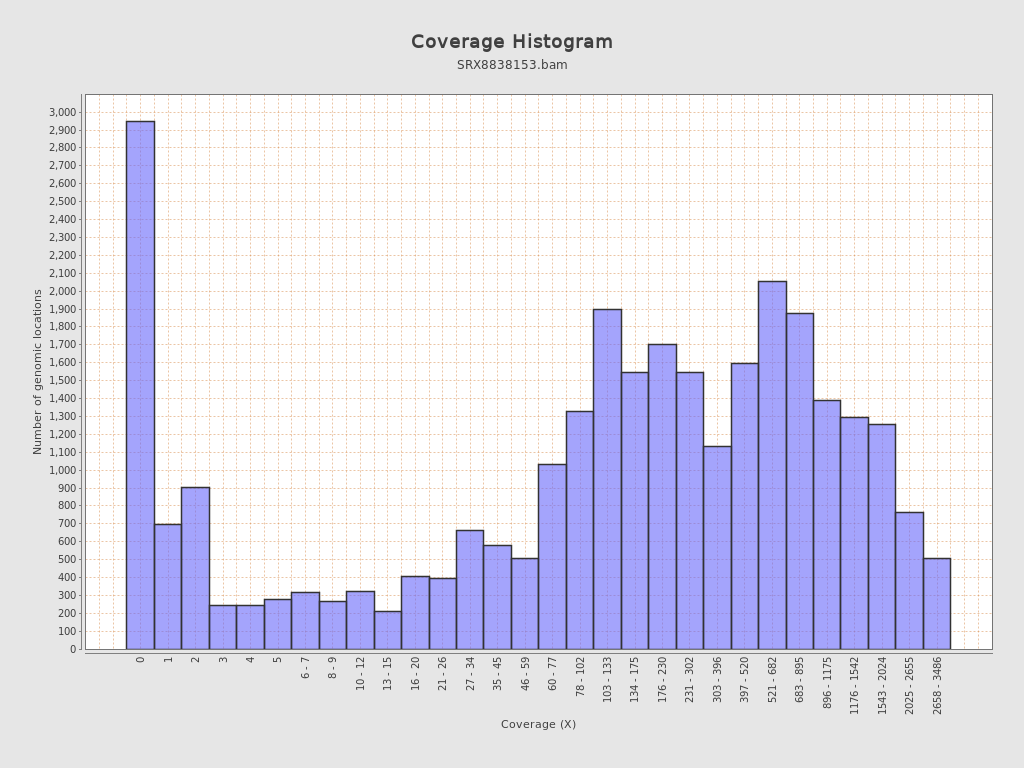 Coverage Histogram
SRX8838153.bam
3,000
2,900
2,800
2,700
2,600
2,500
2,400
2,300
2,200
2,100
2,000
1,900
1,800
1,700
1,600
1,500
1,400
1,300
1,200
1,100
1,000
900
800
700
600
500
400
300
200
100
0
Number of genomic locations
0
1
2
3
4
5
6 - 7
8 - 9
10 - 12
13 - 15
16 - 20
21 - 26
27 - 34
35 - 45
46 - 59
60 - 77
78 - 102
103 - 133
134 - 175
176 - 230
231 - 302
303 - 396
397 - 520
521 - 682
683 - 895
896 - 1175
1176 - 1542
1543 - 2024
2025 - 2655
2658 - 3486
Coverage (X)